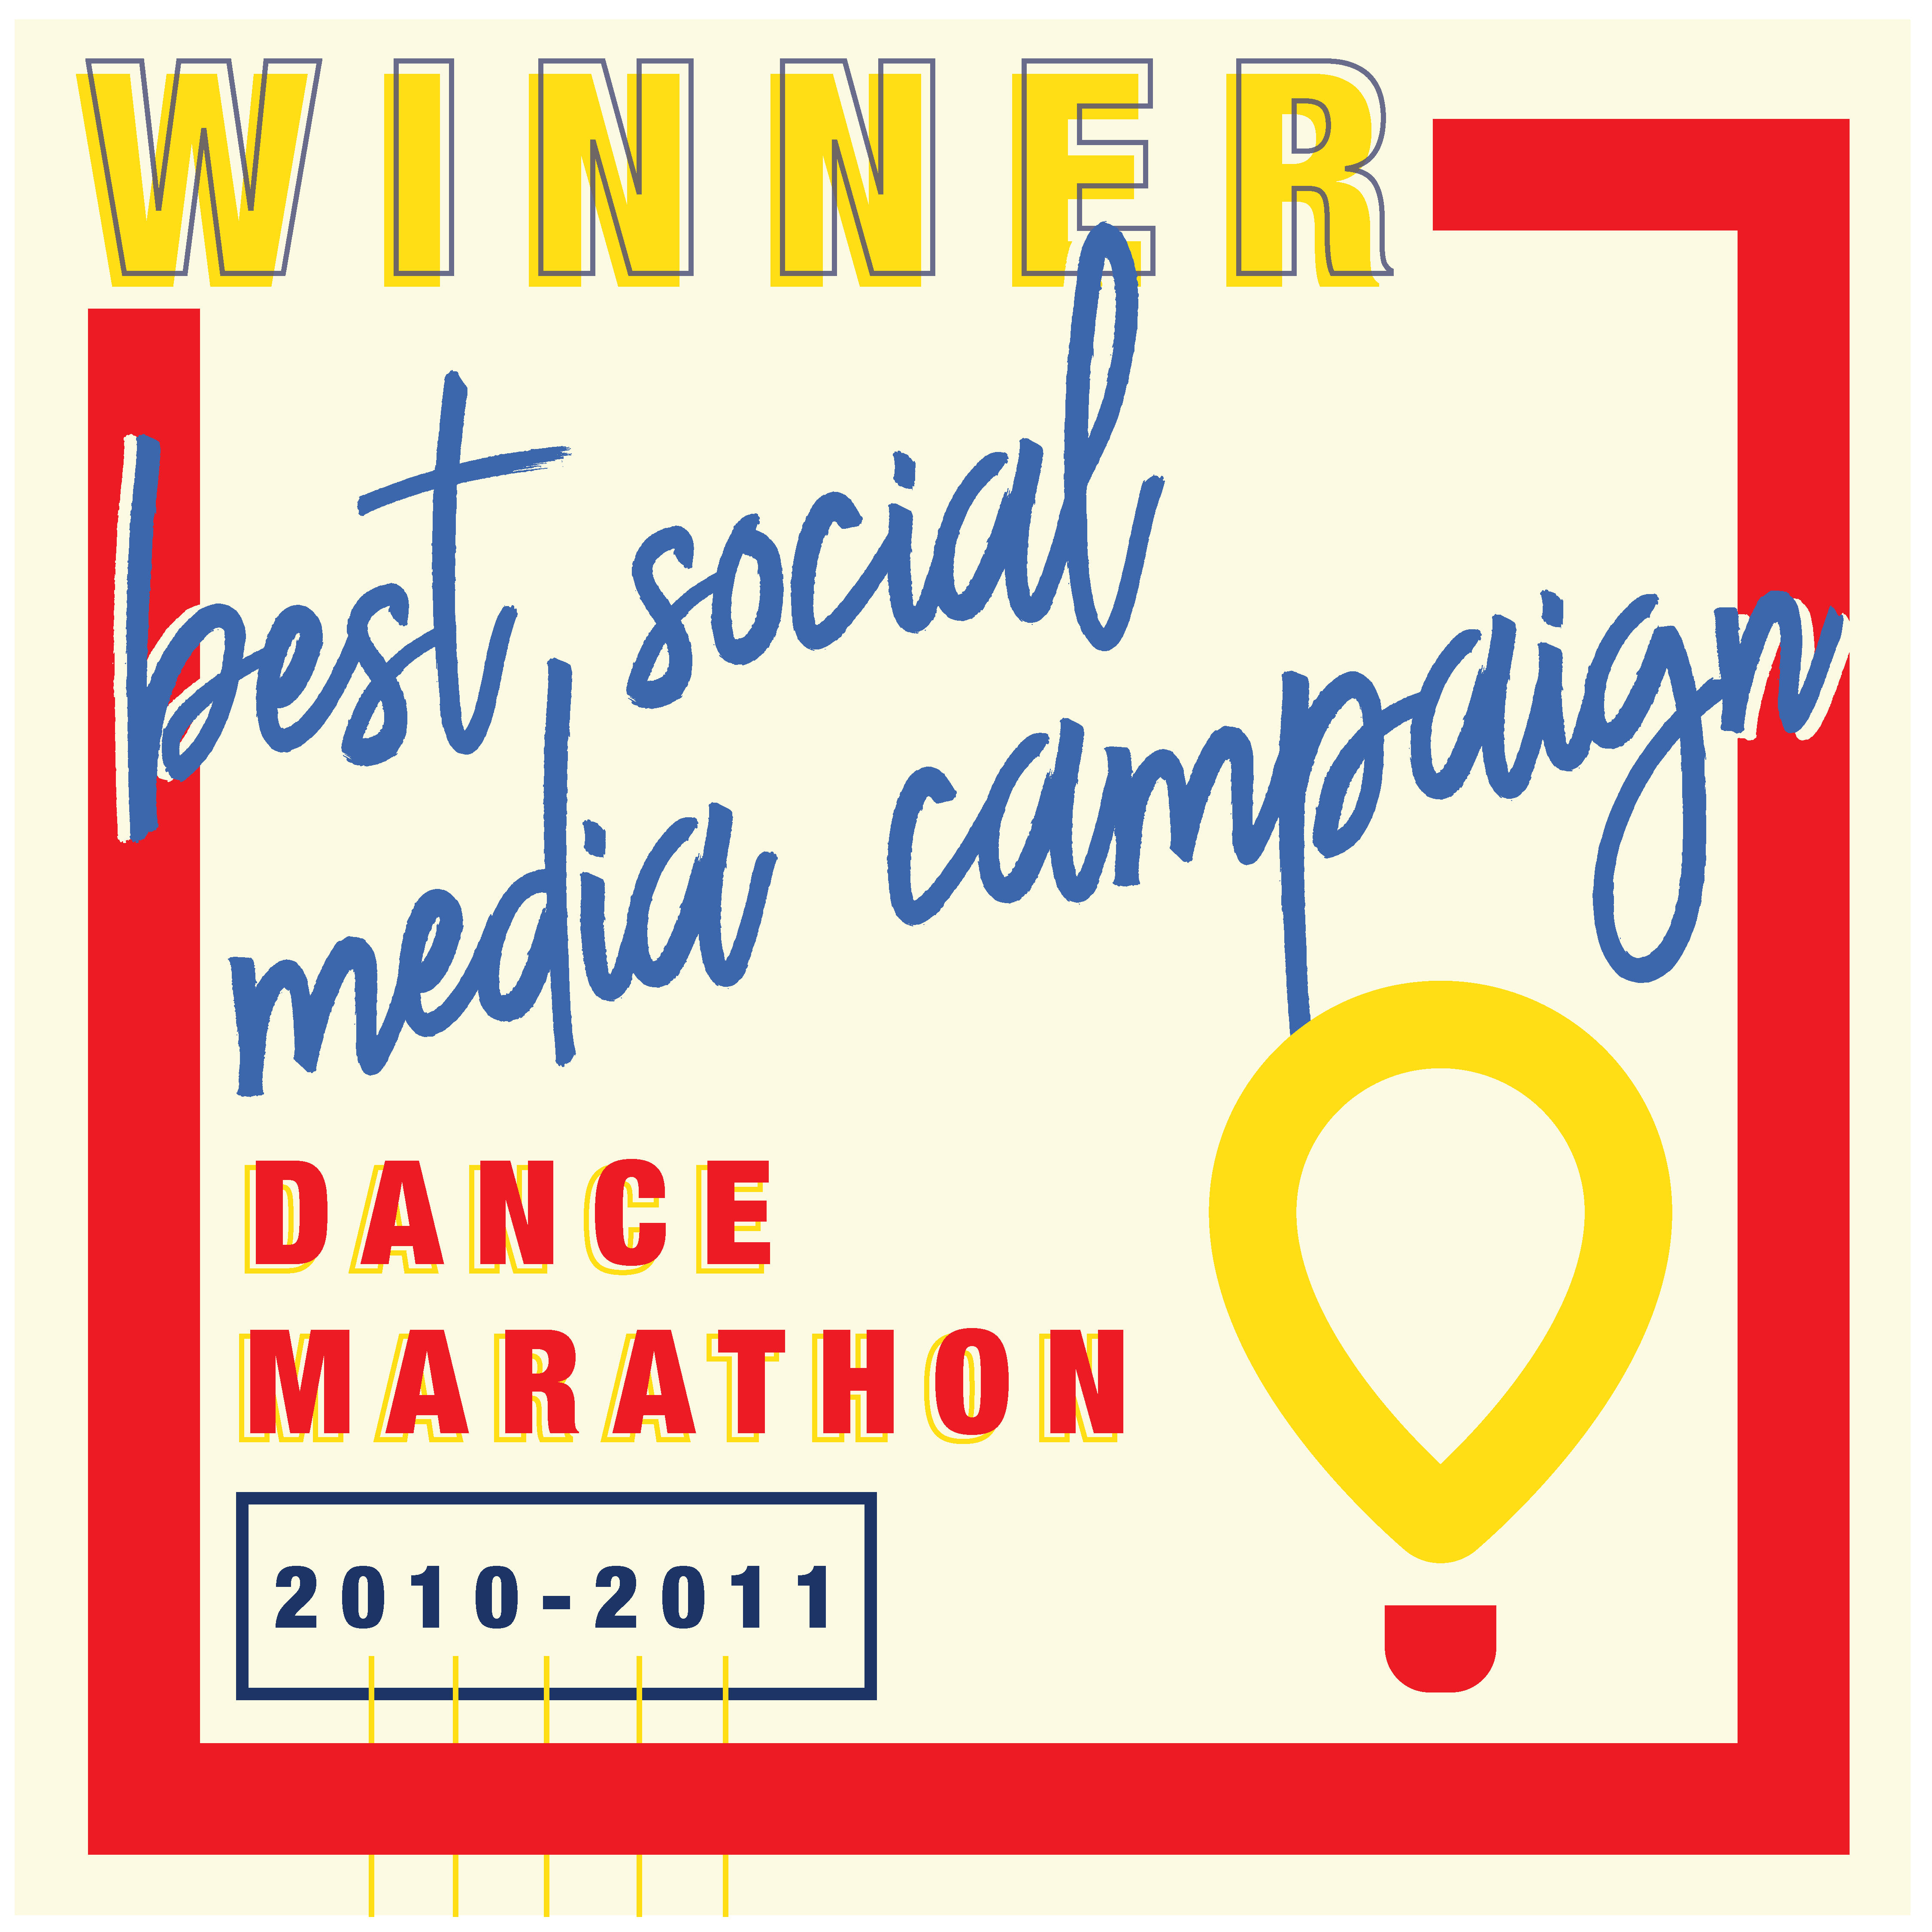 WINNER
best social
media campaign
DANCE
MARATHON
2010-2011